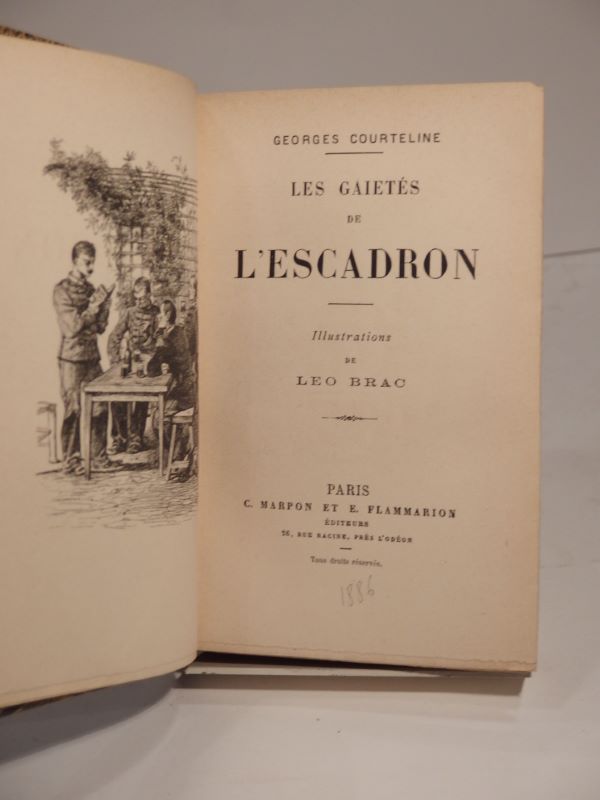 GEORGES COURTELINE
LES GAIETÉS
DE
L'ESCADRON
Illustrations
DE
LEO BRAC
PARIS
C. MARPON ET E. FLAMMARION
ÉDITEURS
26, RUE RACINE, PRÈS L'ODÉON
Tous droits réservés.
1886